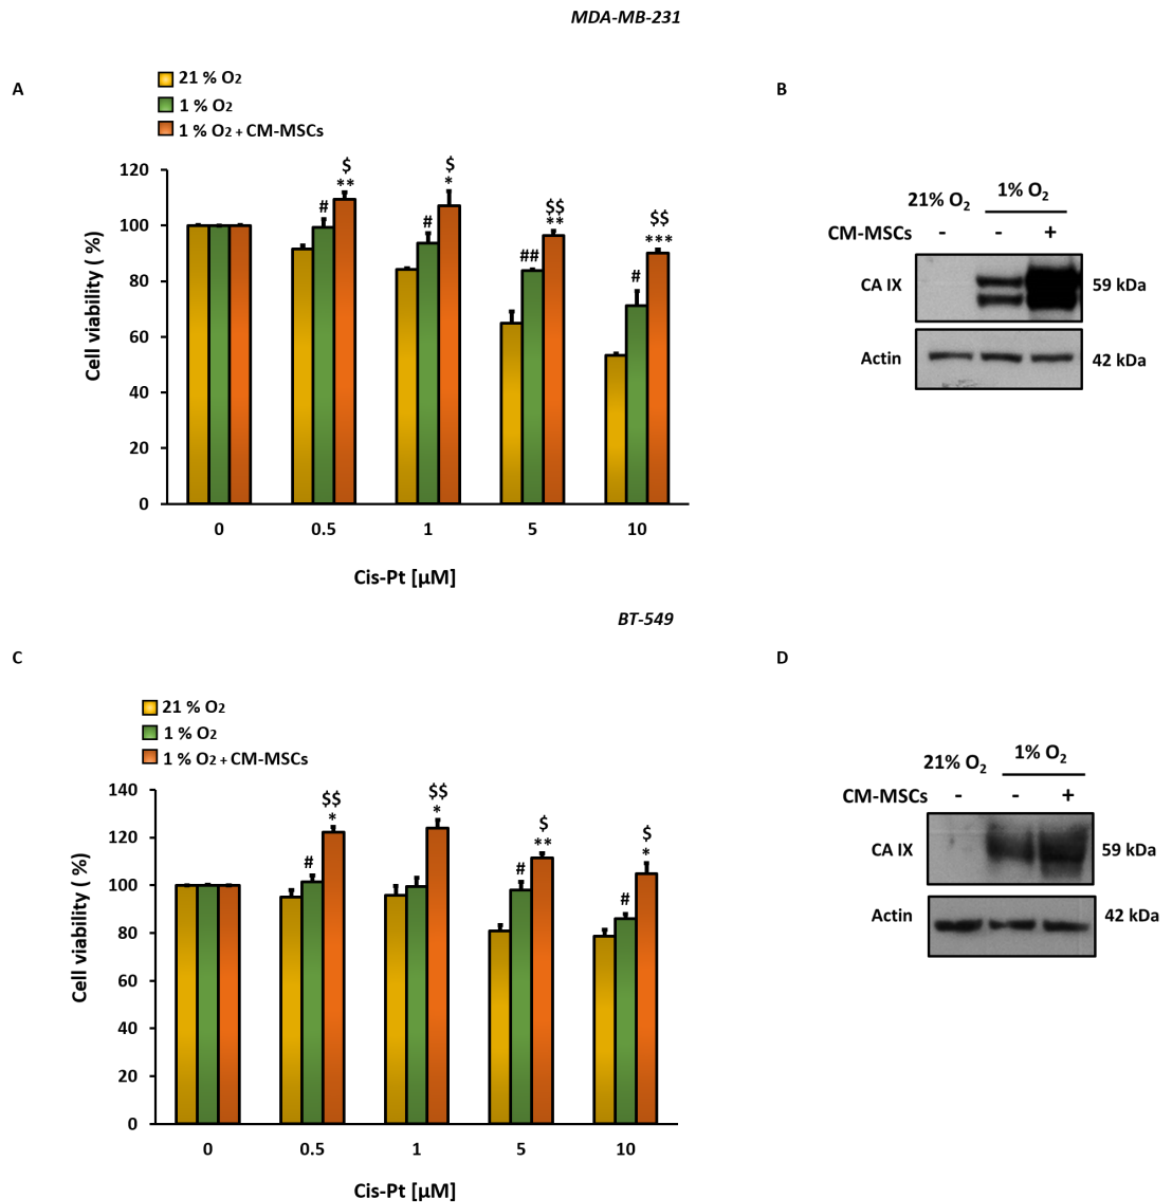 MDA-MB-231
A
21 % O2
1 % O2
1 % O2 + CM-MSCs
Cell viability ( %)
120
100
80
60
40
20
0
#
$
**
#
$
*
##
$$
**
#
$$
***
0 0.5 1 5 10
Cis-Pt [µM]
B
21% O2 1% O2
CM-MSCs - - +
CA IX 59 kDa
Actin 42 kDa
BT-549
C
21 % O2
1 % O2
1 % O2 + CM-MSCs
Cell viability ( %)
140
120
100
80
60
40
20
0
#
$$
*
$$
*
#
$
**
#
$
*
0 0.5 1 5 10
Cis-Pt [µM]
D
21% O2 1% O2
CM-MSCs - - +
CA IX 59 kDa
Actin 42 kDa